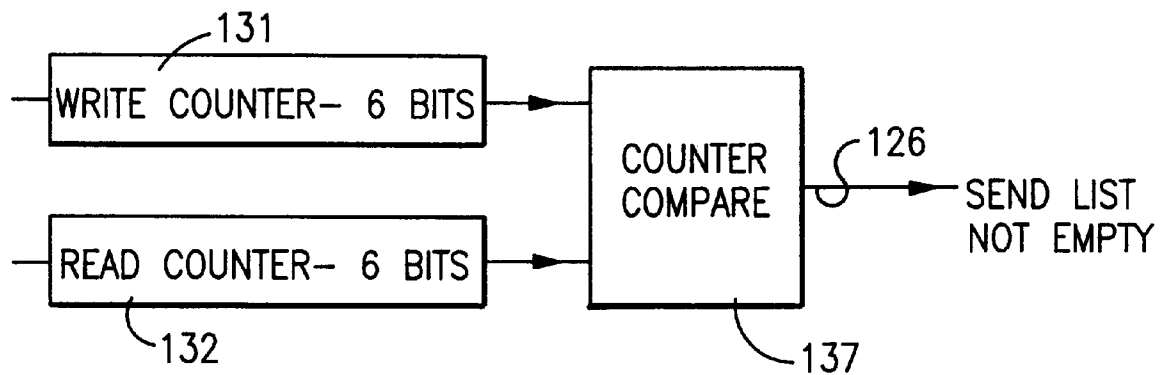 131
WRITE COUNTER- 6 BITS
READ COUNTER- 6 BITS
132
COUNTER
COMPARE
137
126
SEND LIST
NOT EMPTY